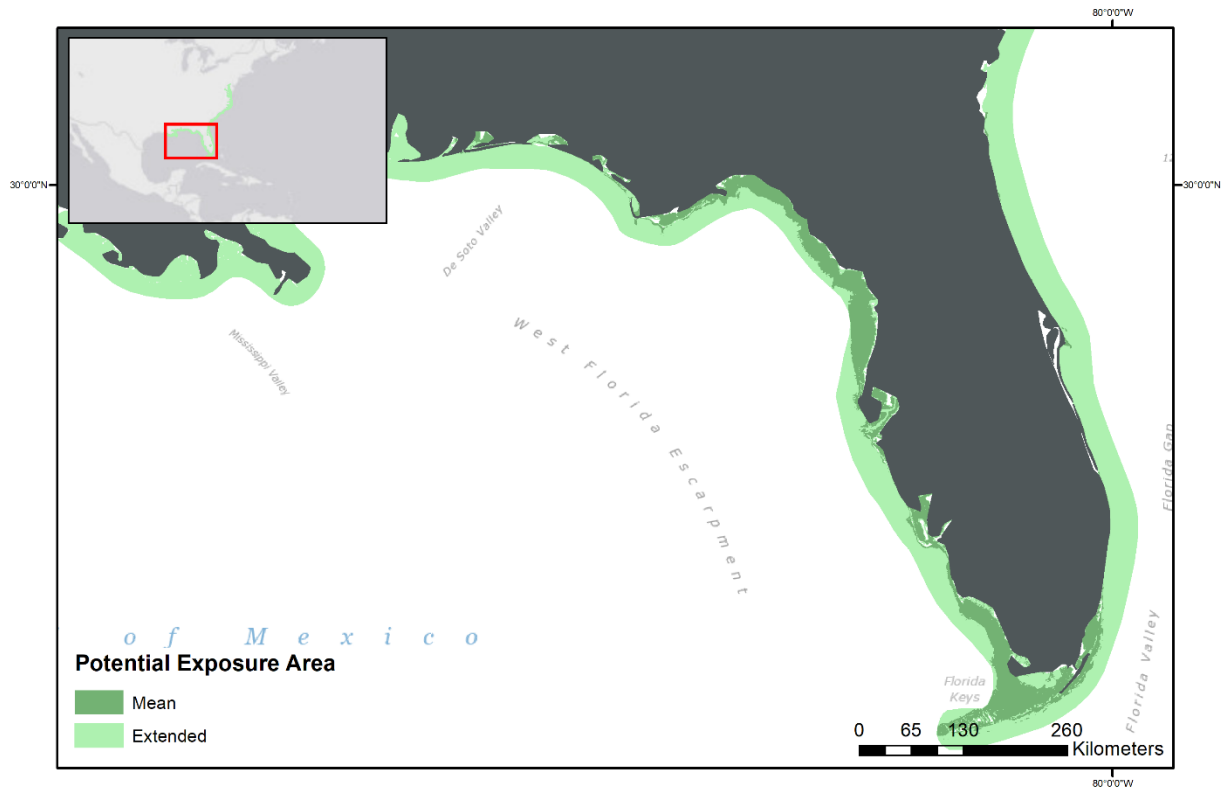 80°0'0"W
30°0'0"N
30°0'0"N
De Soto Valley
Mississippi Valley
West Florida Escarpment
Florida Gap
of Mexico
Potential Exposure Area
Mean
Extended
Florida
Keys
Florida Valley
0 65 130 260
Kilometers
80°0'0"W